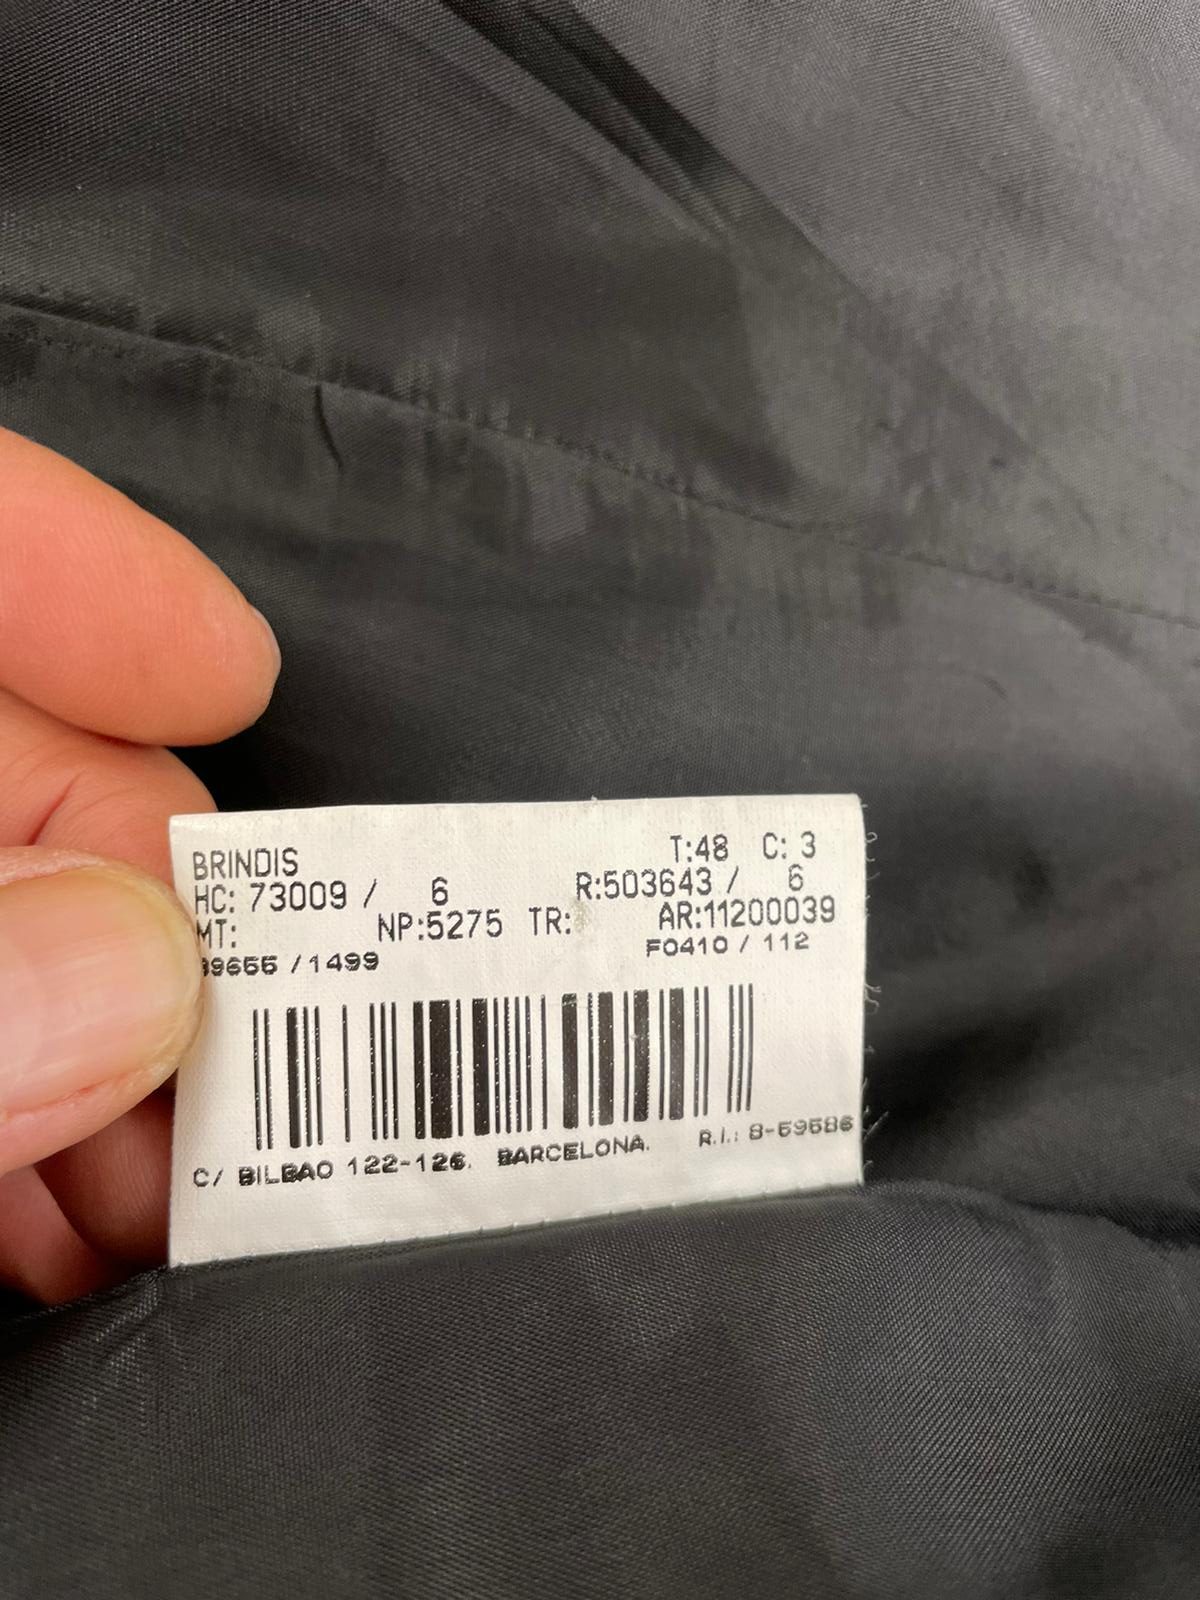 BRINDIS T:48 C: 3
HC: 73009 / 6 R:503643 / 6
MT: NP:5275 TR: AR:11200039
/1499 F0410 / 112
C/ BILBAO 122-126. BARCELONA. R.I.: 8-59586